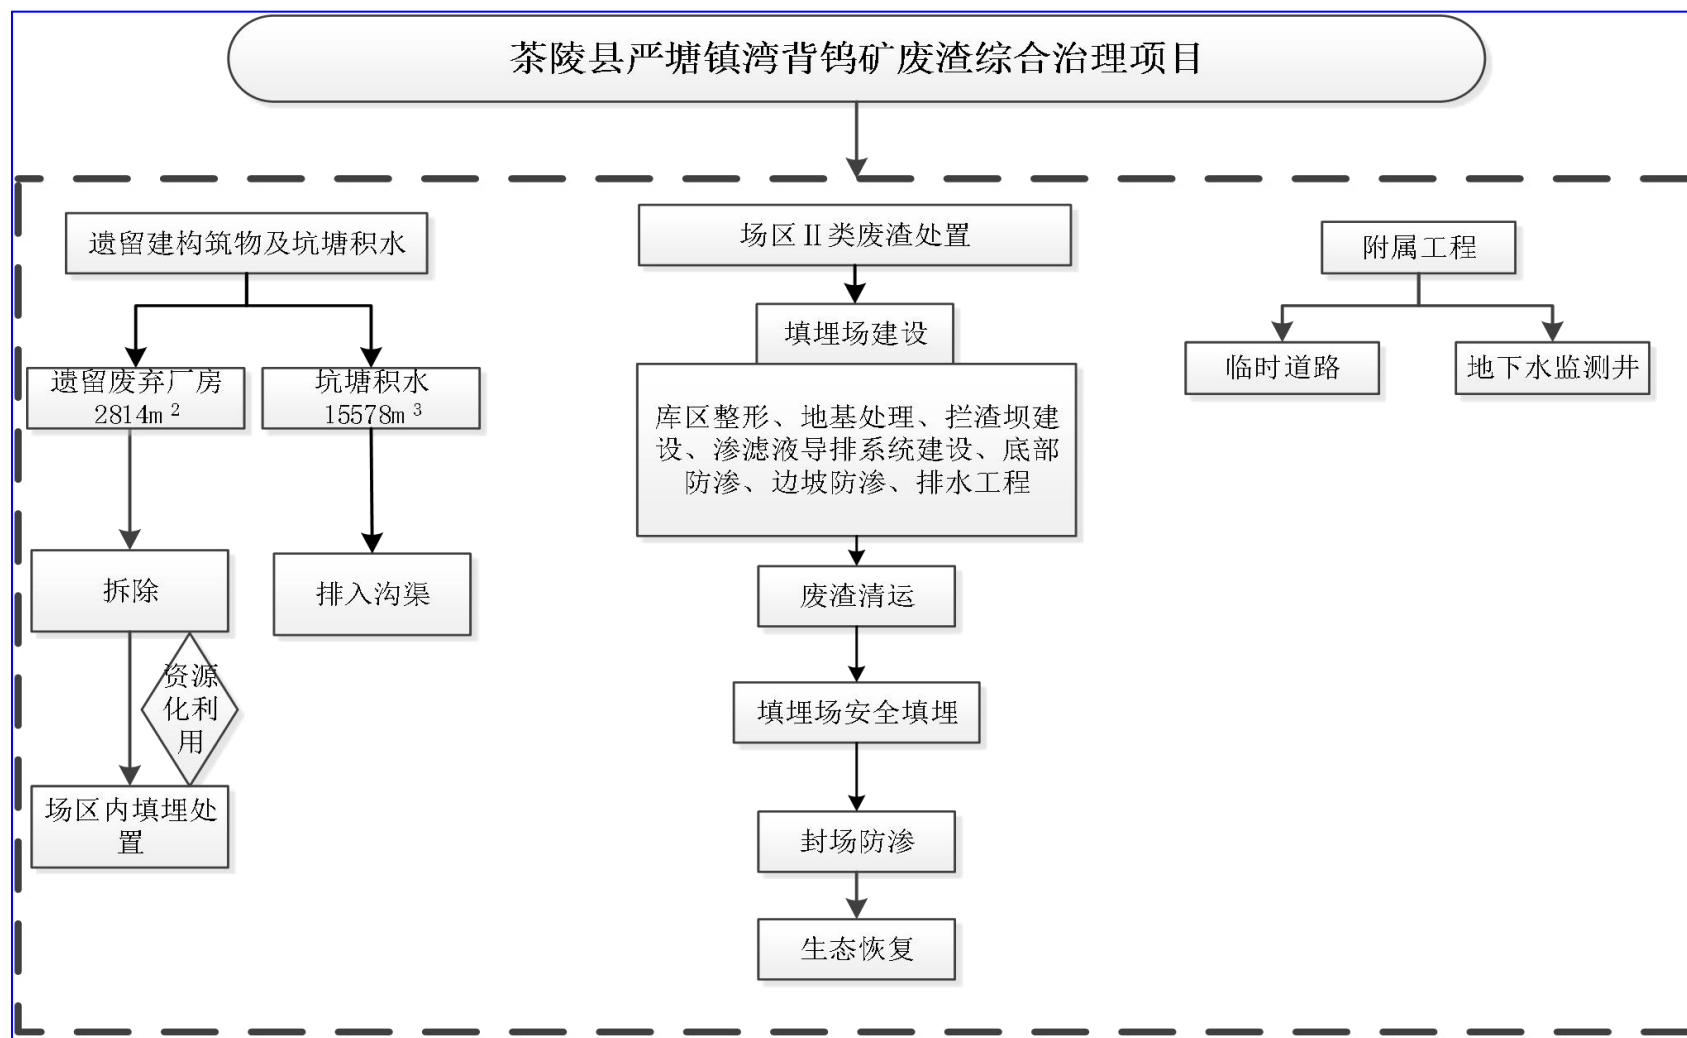 茶陵县严塘镇湾背钨矿废渣综合治理项目
遗留建构筑物及坑塘积水
遗留废弃厂房
2814m²
坑塘积水
15578m³
拆除
排入沟渠
资源
化利
用
场区内填埋处
置
场区Ⅱ类废渣处置
填埋场建设
库区整形、地基处理、拦渣坝建
设、渗滤液导排系统建设、底部
防渗、边坡防渗、排水工程
废渣清运
填埋场安全填埋
封场防渗
生态恢复
附属工程
临时道路
地下水监测井